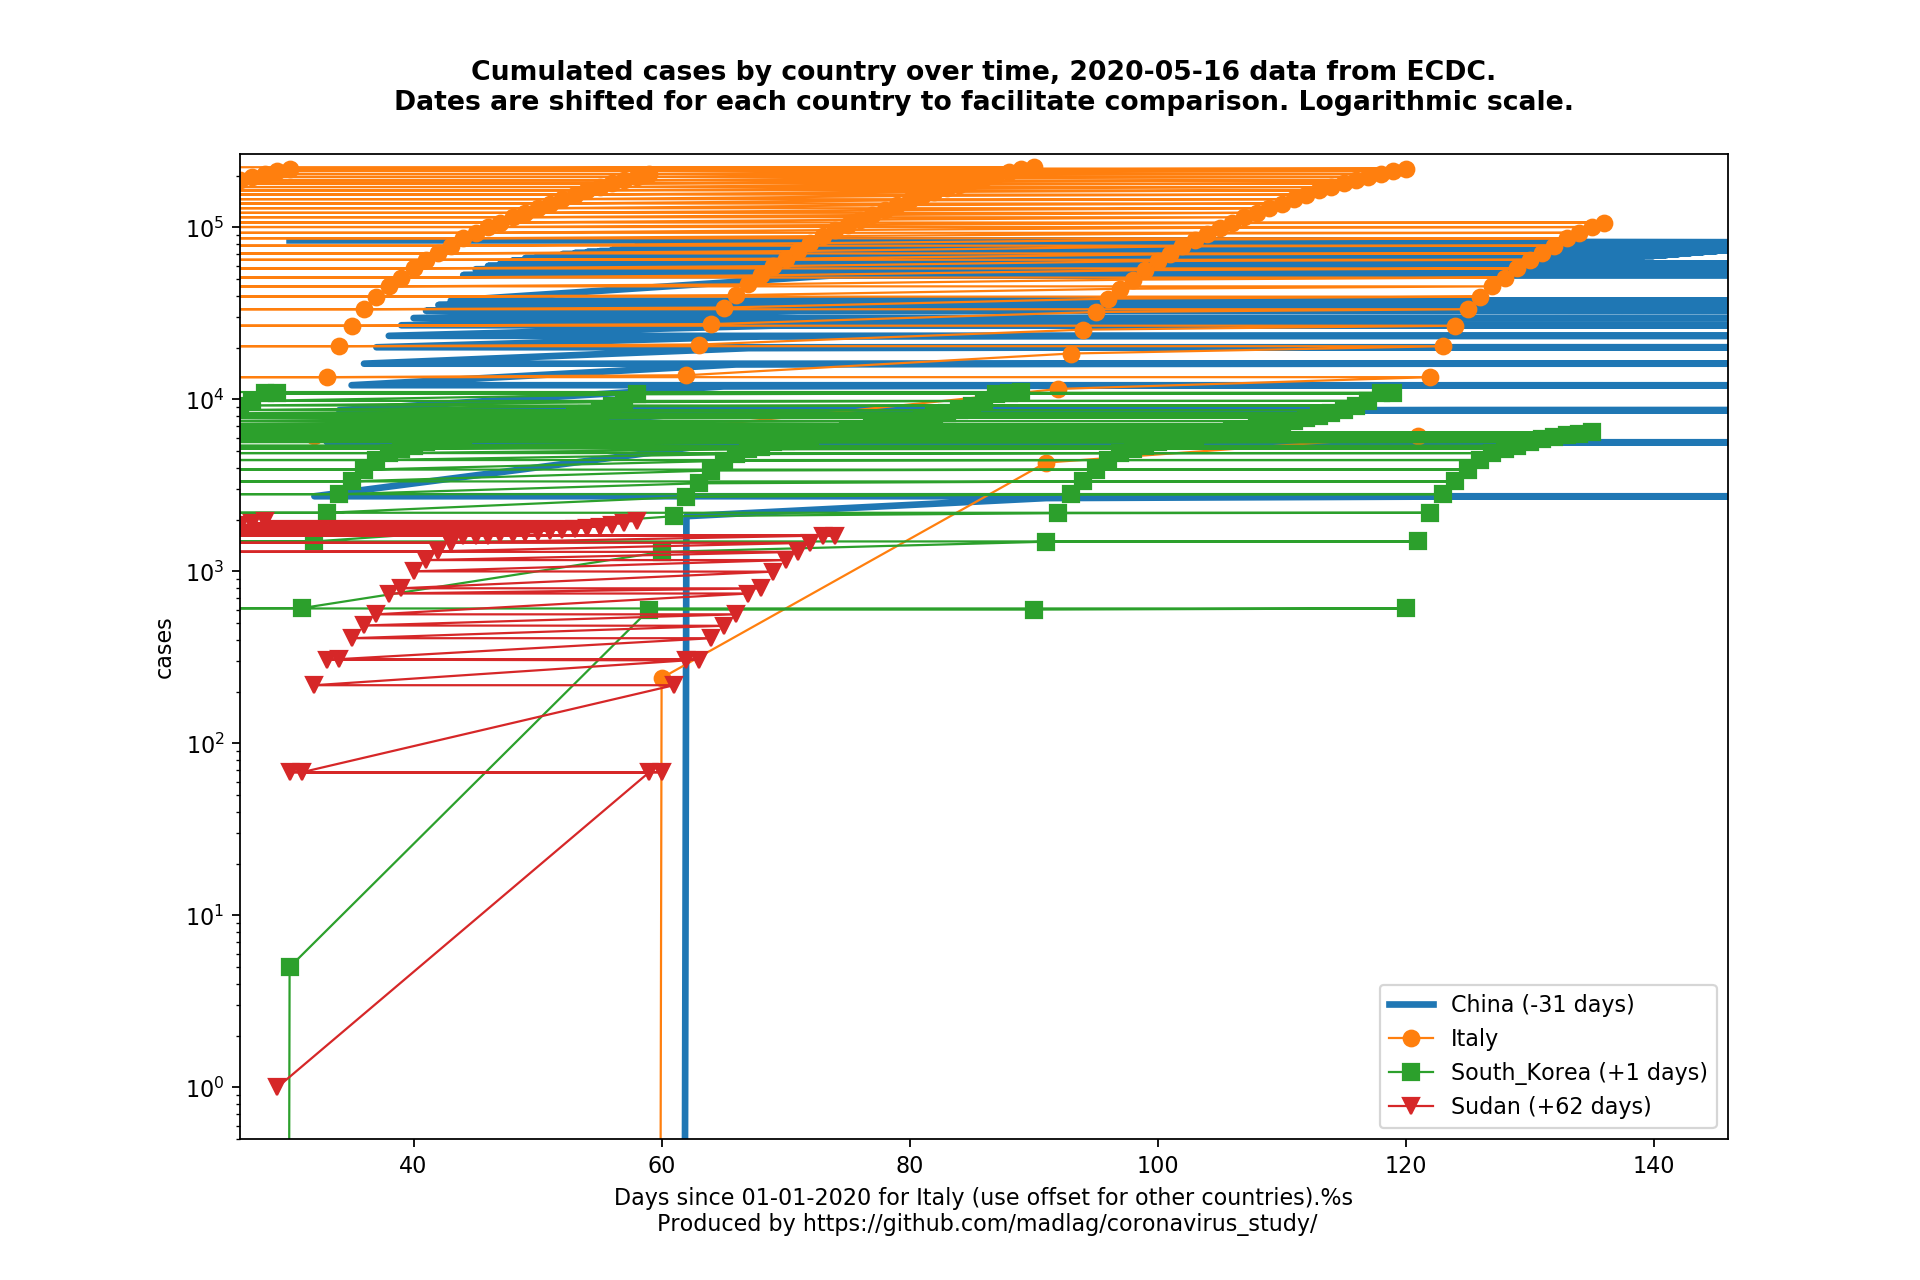 Cumulated cases by country over time, 2020-05-16 data from ECDC.
Dates are shifted for each country to facilitate comparison. Logarithmic scale.
cases
10^5
10^4
10^3
10^2
10^1
10^0
China (-31 days)
Italy
South_Korea (+1 days)
Sudan (+62 days)
40 60 80 100 120 140
Days since 01-01-2020 for Italy (use offset for other countries).%s
Produced by https://github.com/madlag/coronavirus_study/